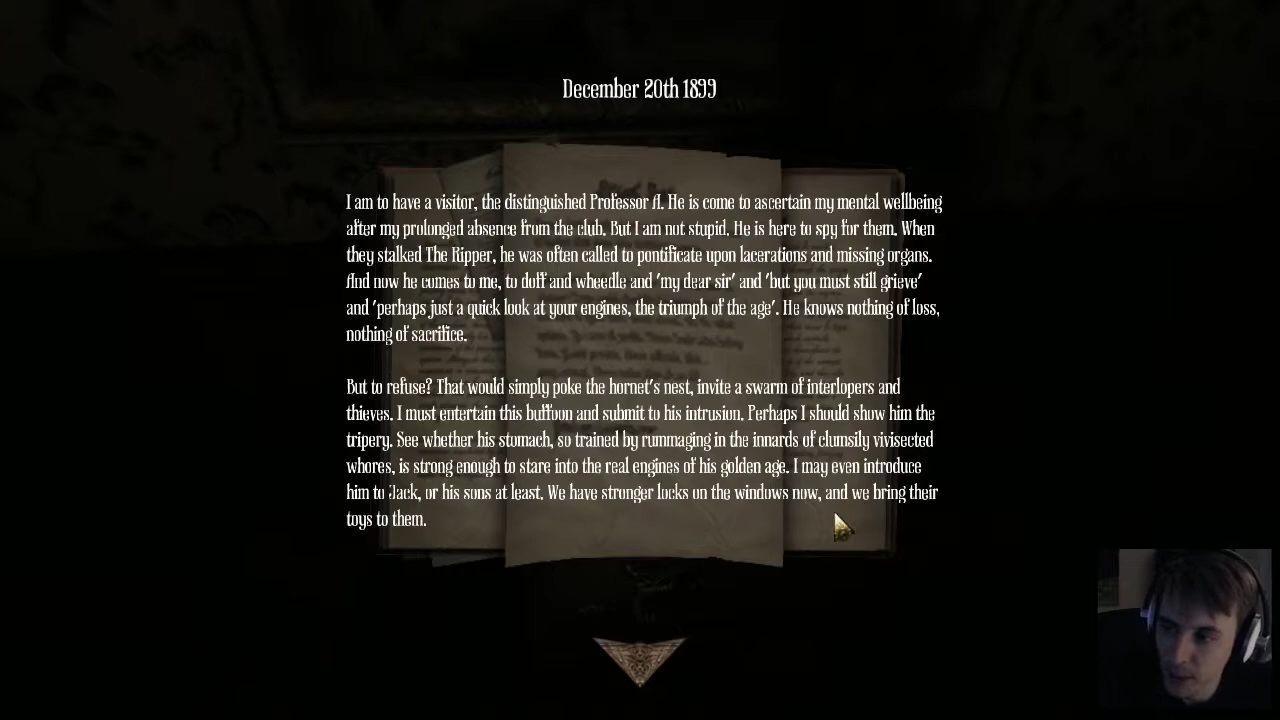 December 20th 1899
I am to have a visitor, the distinguished Professor A. He is come to ascertain my mental wellbeing
after my prolonged absence from the club. But I am not stupid. He is here to spy for them. When
they stalked The Ripper, he was often called to pontificate upon lacerations and missing organs.
And now he comes to me, to doff and wheedle and 'my dear sir' and 'but you must still grieve'
and 'perhaps just a quick look at your engines, the triumph of the age'. He knows nothing of loss,
nothing of sacrifice.
But to refuse? That would simply poke the hornet's nest, invite a swarm of interlopers and
thieves. I must entertain this buffoon and submit to his intrusion. Perhaps I should show him the
tripery. See whether his stomach, so trained by rummaging in the innards of clumsily vivisected
whores, is strong enough to stare into the real engines of his golden age. I may even introduce
him to Jack, or his sons at least. We have stronger locks on the windows now, and we bring their
toys to them.